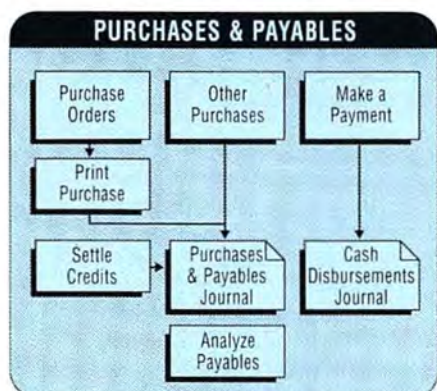 PURCHASES & PAYABLES
Purchase
Orders
Other
Purchases
Make a
Payment
Print
Purchase
Settle
Credits
Purchases
& Payables
Journal
Cash
Disbursements
Journal
Analyze
Payables